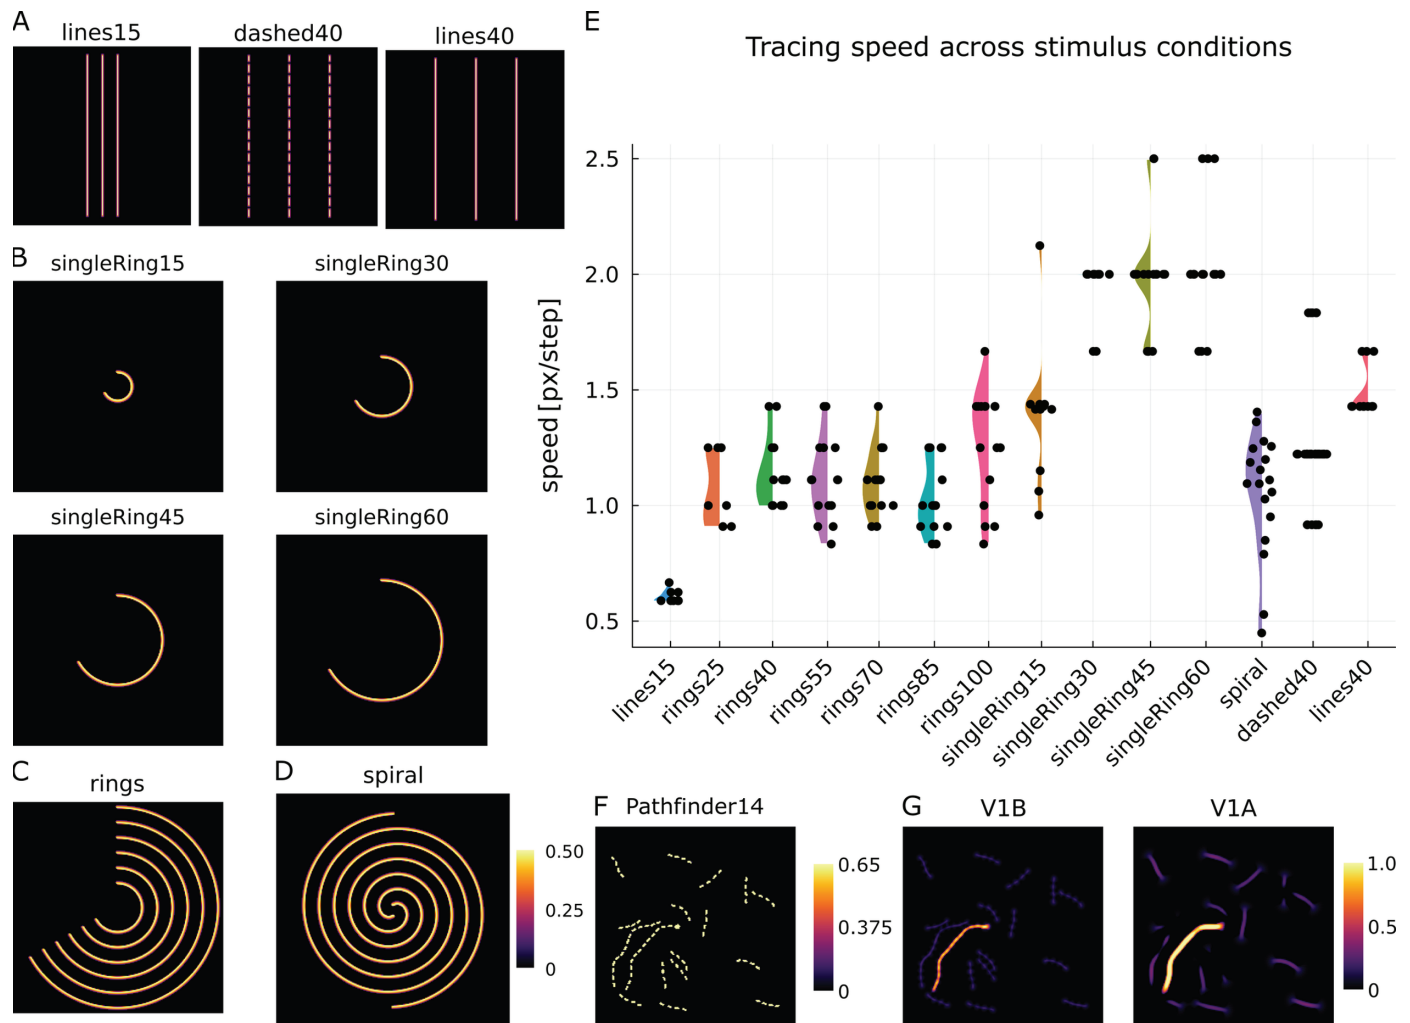 A
lines15
dashed40
lines40
B
singleRing15
singleRing30
singleRing45
singleRing60
C
rings
D
spiral
0.50
0.25
0
E
Tracing speed across stimulus conditions
speed [px/step]
2.5
2.0
1.5
1.0
0.5
lines15
rings25
rings40
rings55
rings70
rings85
rings100
singleRing15
singleRing30
singleRing45
singleRing60
spiral
dashed40
lines40
F
Pathfinder14
0.65
0.375
0
G
V1B
V1A
1.0
0.5
0